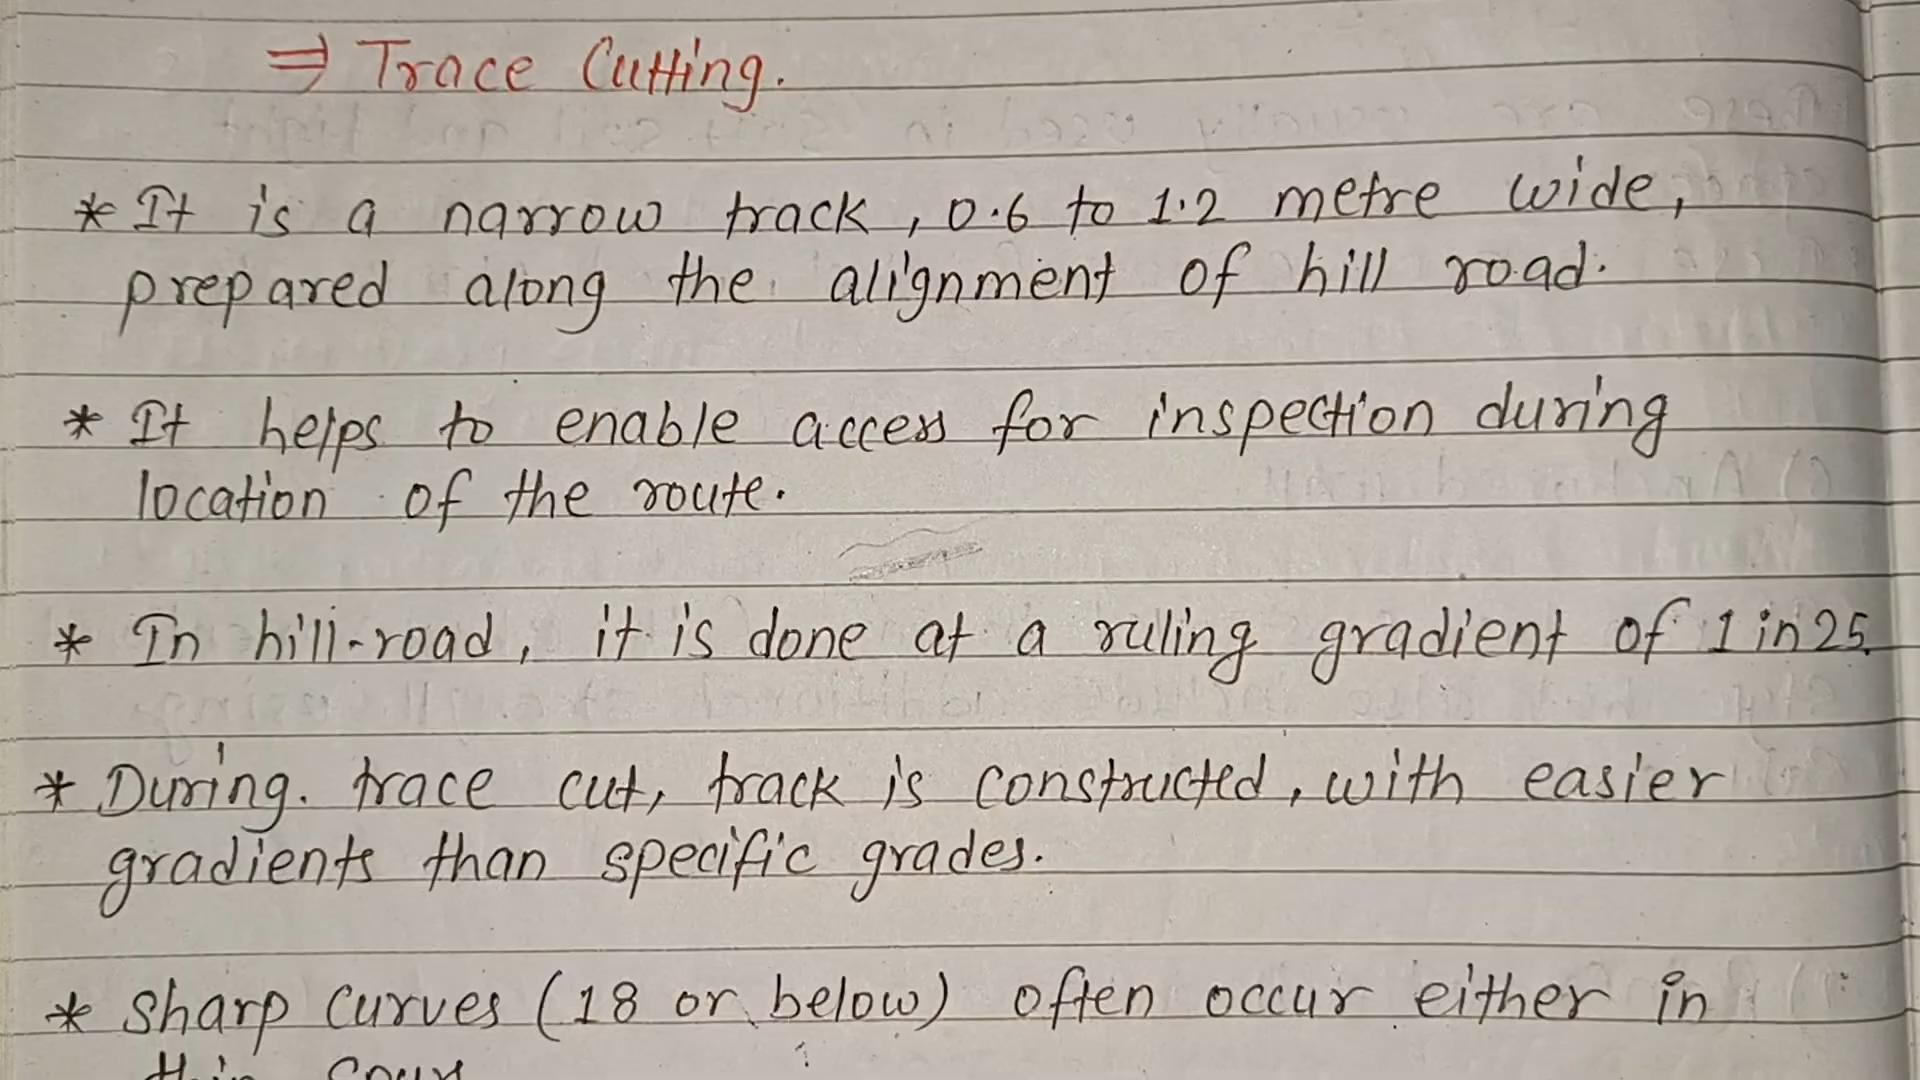 ⇒ Trace Cutting.
* It is a narrow track, 0.6 to 1.2 metre wide,
prepared along the alignment of hill road.
* It helps to enable access for inspection during
location of the route.
* In hill-road, it is done at a ruling gradient of 1 in 25.
* During. trace cut, track is constructed, with easier
gradients than specific grades.
* Sharp curves (18 or below) often occur either in